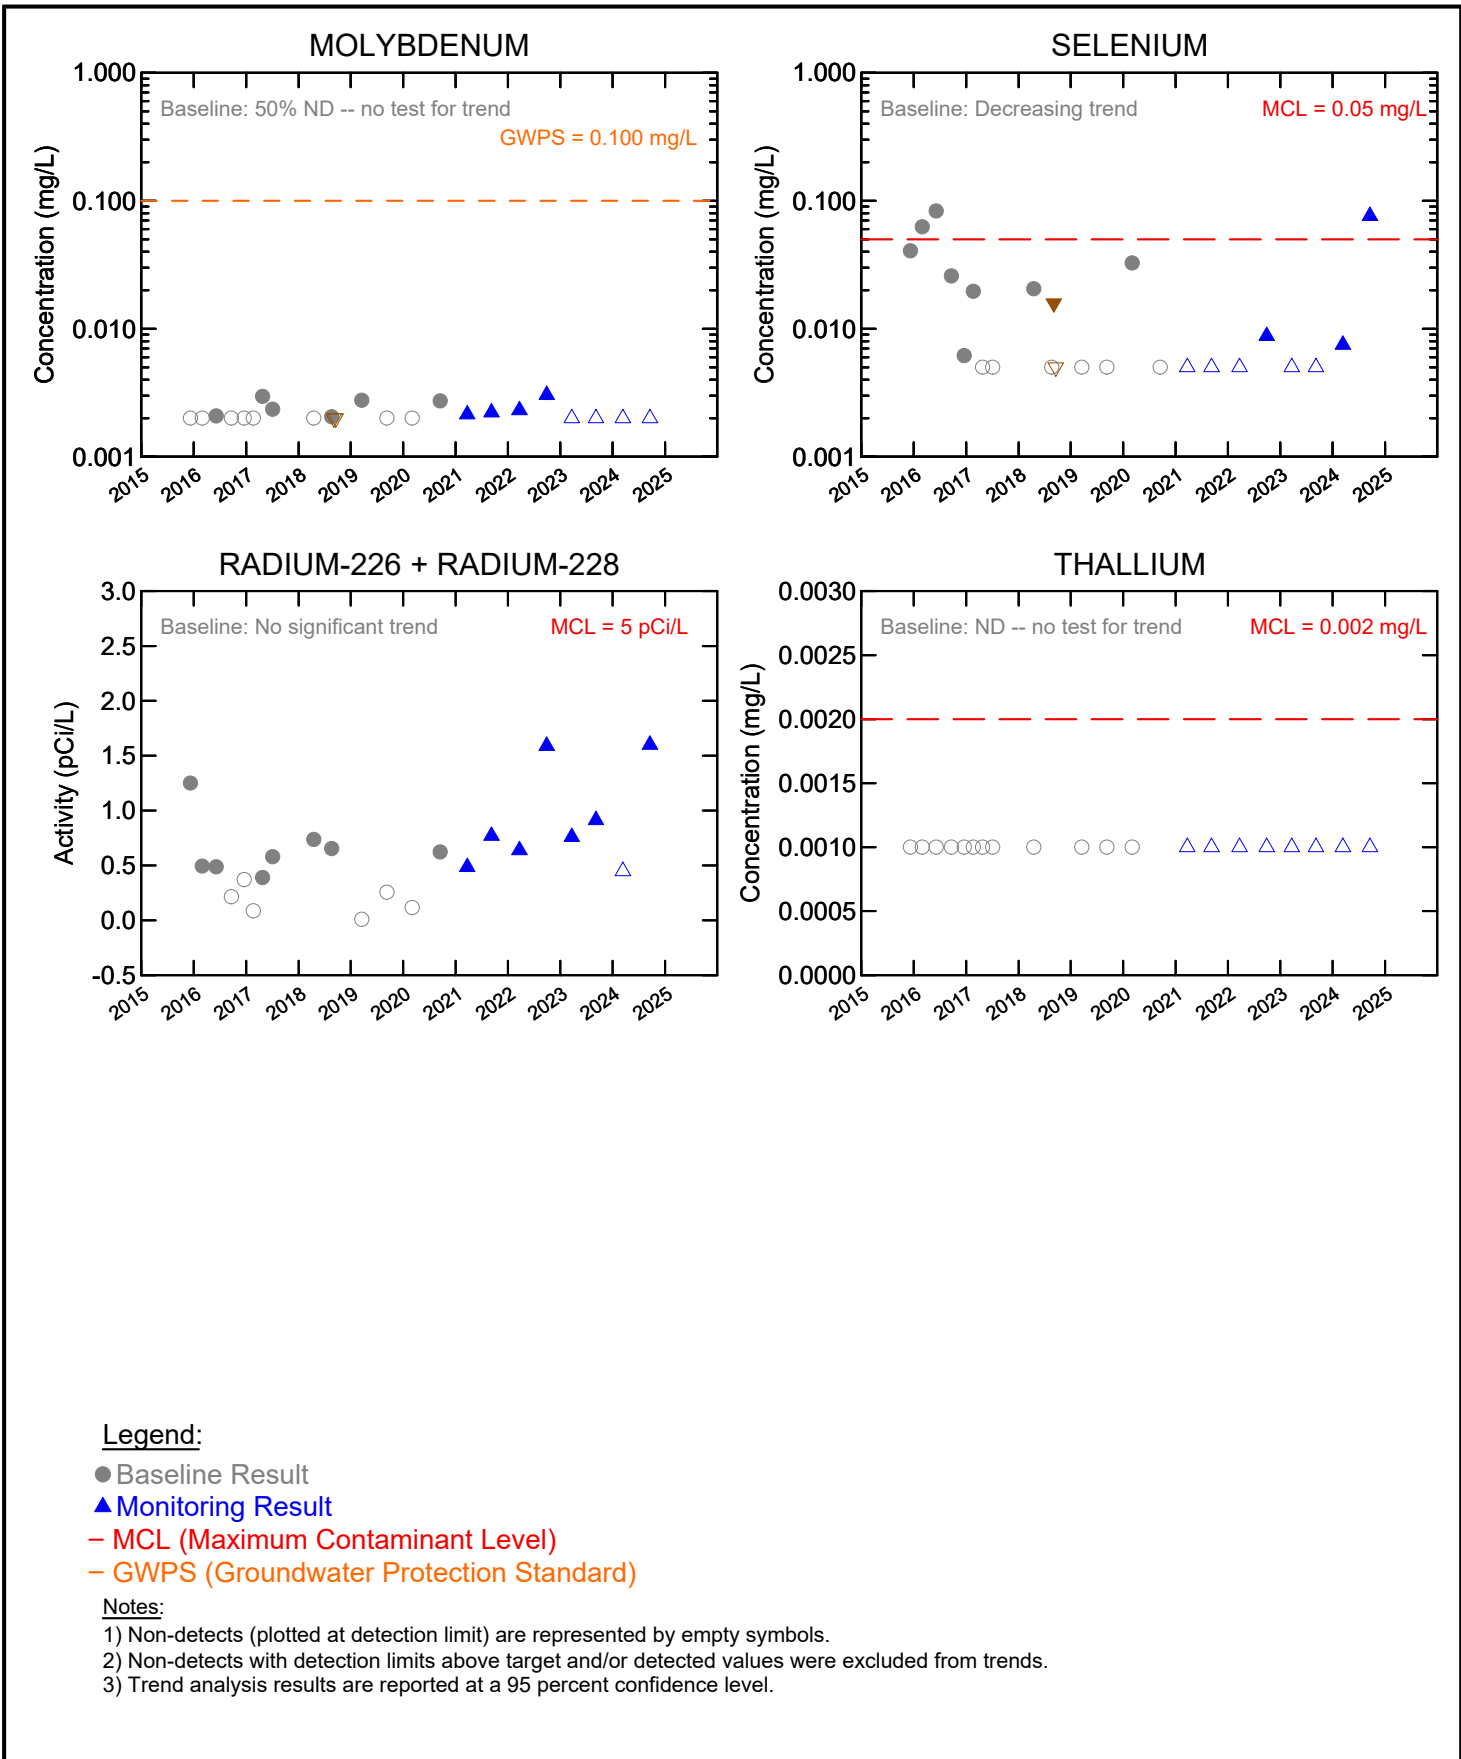 MOLYBDENUM
Concentration (mg/L)
1.000
0.100
0.010
0.001
Baseline: 50% ND -- no test for trend
GWPS = 0.100 mg/L
2015 2016 2017 2018 2019 2020 2021 2022 2023 2024 2025
SELENIUM
Concentration (mg/L)
1.000
0.100
0.010
0.001
Baseline: Decreasing trend
MCL = 0.05 mg/L
2015 2016 2017 2018 2019 2020 2021 2022 2023 2024 2025
RADIUM-226 + RADIUM-228
Activity (pCi/L)
3.0
2.5
2.0
1.5
1.0
0.5
0.0
-0.5
Baseline: No significant trend
MCL = 5 pCi/L
2015 2016 2017 2018 2019 2020 2021 2022 2023 2024 2025
THALLIUM
Concentration (mg/L)
0.0030
0.0025
0.0020
0.0015
0.0010
0.0005
0.0000
Baseline: ND -- no test for trend
MCL = 0.002 mg/L
2015 2016 2017 2018 2019 2020 2021 2022 2023 2024 2025
Legend:
Baseline Result
Monitoring Result
MCL (Maximum Contaminant Level)
GWPS (Groundwater Protection Standard)
Notes:
1) Non-detects (plotted at detection limit) are represented by empty symbols.
2) Non-detects with detection limits above target and/or detected values were excluded from trends.
3) Trend analysis results are reported at a 95 percent confidence level.